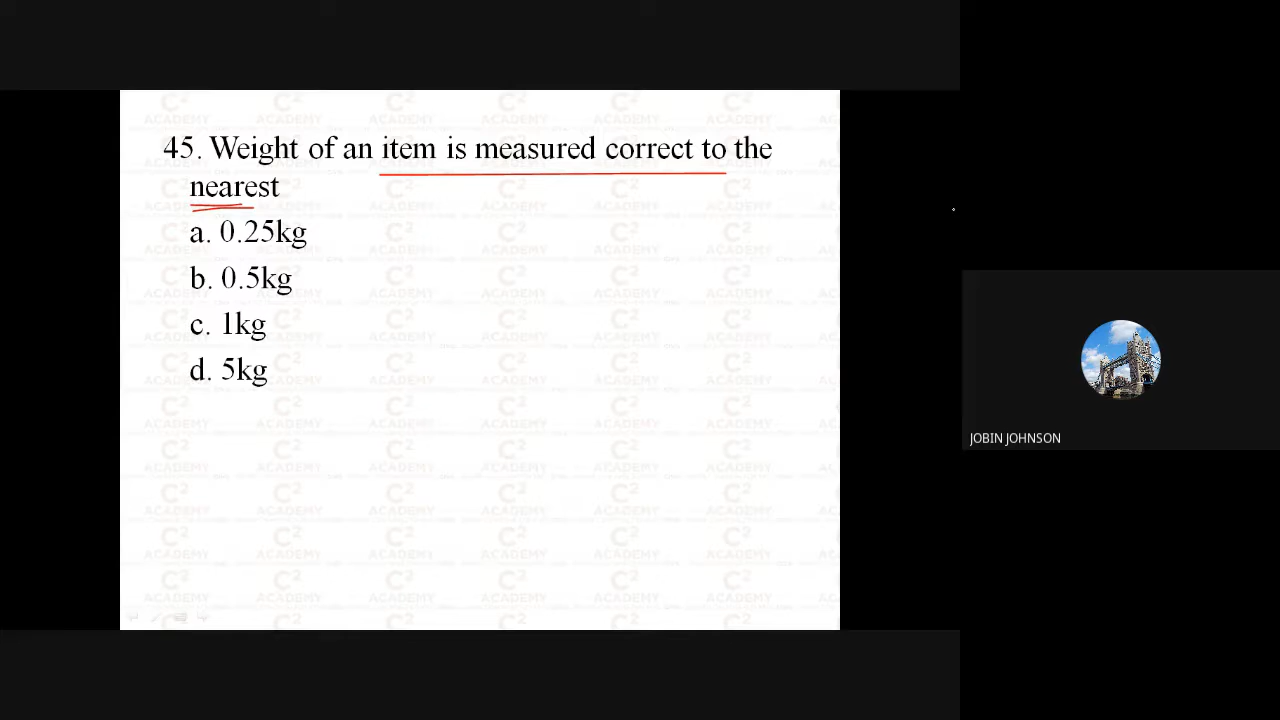 45. Weight of an item is measured correct to the
nearest
a. 0.25kg
b. 0.5kg
c. 1kg
d. 5kg
JOBIN JOHNSON